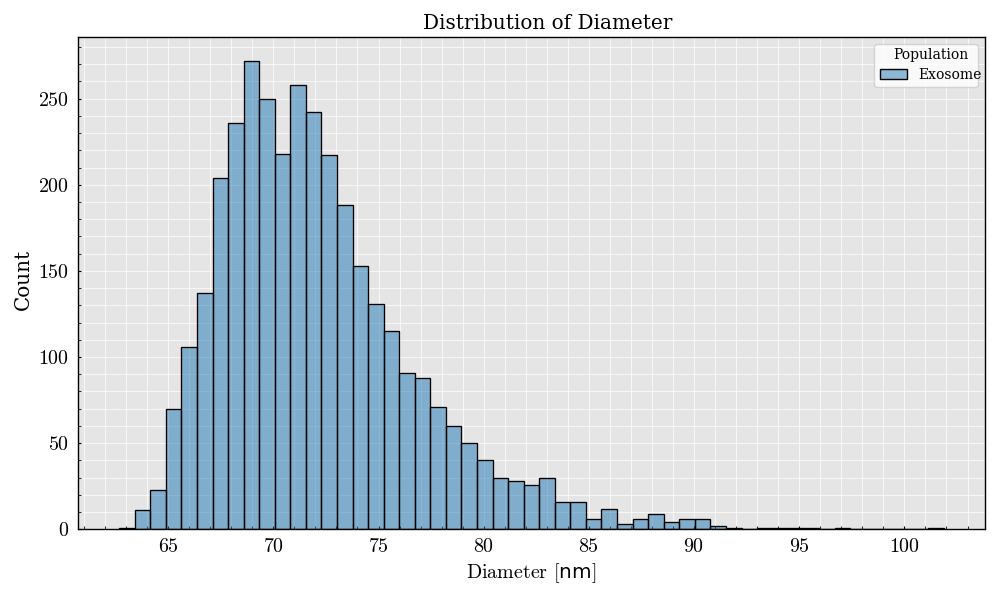 Distribution of Diameter
Population
Exosome
250
200
150
100
50
0
Count
65 70 75 80 85 90 95 100
Diameter [nm]